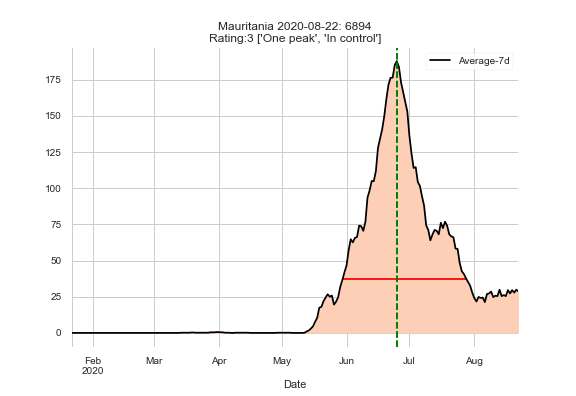 Mauritania 2020-08-22: 6894
Rating:3 ['One peak', 'In control']
Average-7d
175
150
125
100
75
50
25
0
Feb Mar Apr May Jun Jul Aug
2020
Date